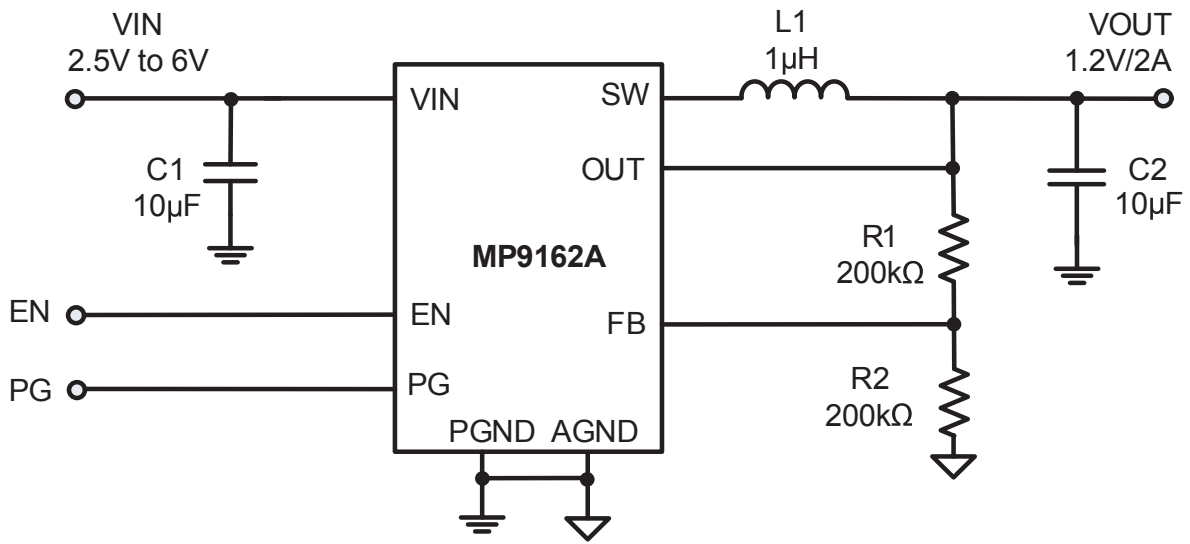 VIN
2.5V to 6V
L1
1µH
VOUT
1.2V/2A
VIN
SW
C1
10µF
OUT
C2
10µF
R1
200kΩ
MP9162A
EN
EN
FB
PG
PG
R2
200kΩ
PGND AGND